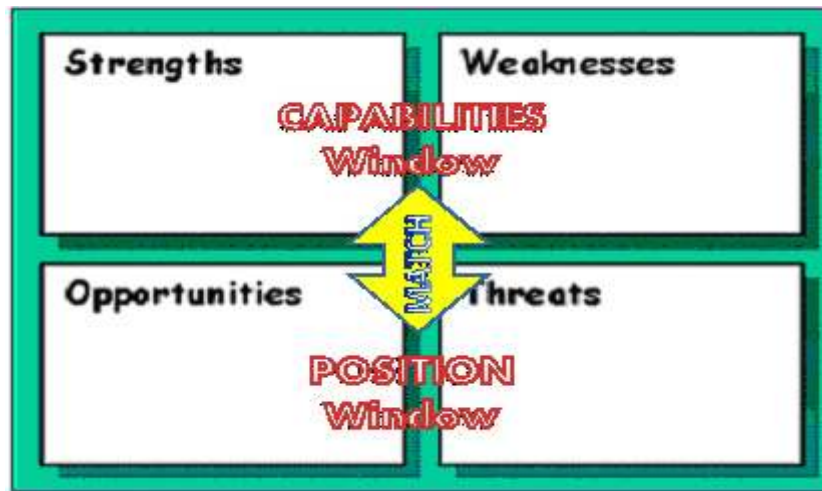 Strengths
Weaknesses
CAPABILITIES
Window
MATCH
Opportunities
Threats
POSITION
Window